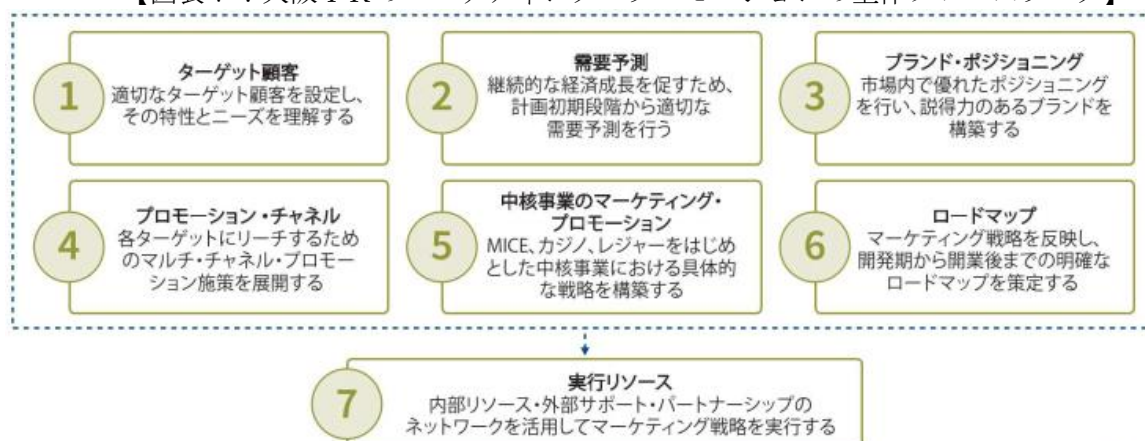 1
ターゲット顧客
適切なターゲット顧客を設定し、
その特性とニーズを理解する
2
需要予測
継続的な経済成長を促すため、
計画初期段階から適切な
需要予測を行う
3
ブランド・ポジショニング
市場内で優れたポジショニング
を行い、説得力のあるブランドを
構築する
4
プロモーション・チャネル
各ターゲットにリーチするため
のマルチ・チャネル・プロモー
ション施策を展開する
5
中核事業のマーケティング・
プロモーション
MICE、カジノ、レジャーをはじめ
とした中核事業における具体的
な戦略を構築する
6
ロードマップ
マーケティング戦略を反映し、
開発期から開業後までの明確な
ロードマップを策定する
7
実行リソース
内部リソース・外部サポート・パートナーシップの
ネットワークを活用してマーケティング戦略を実行する